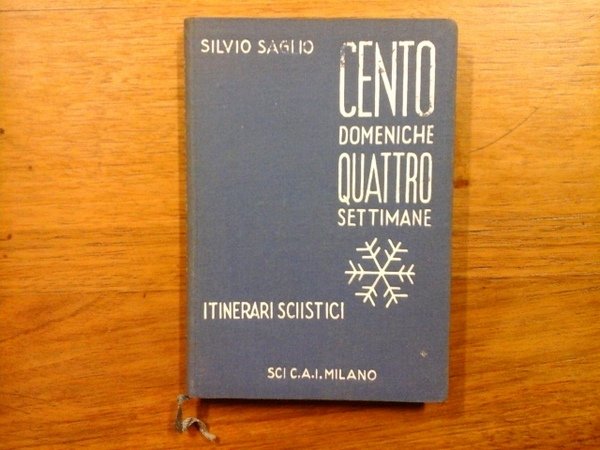 SILVIO SAGLIO
CENTO
DOMENICHE
QUATTRO
SETTIMANE
ITINERARI SCIISTICI
SCI C.A.I. MILANO